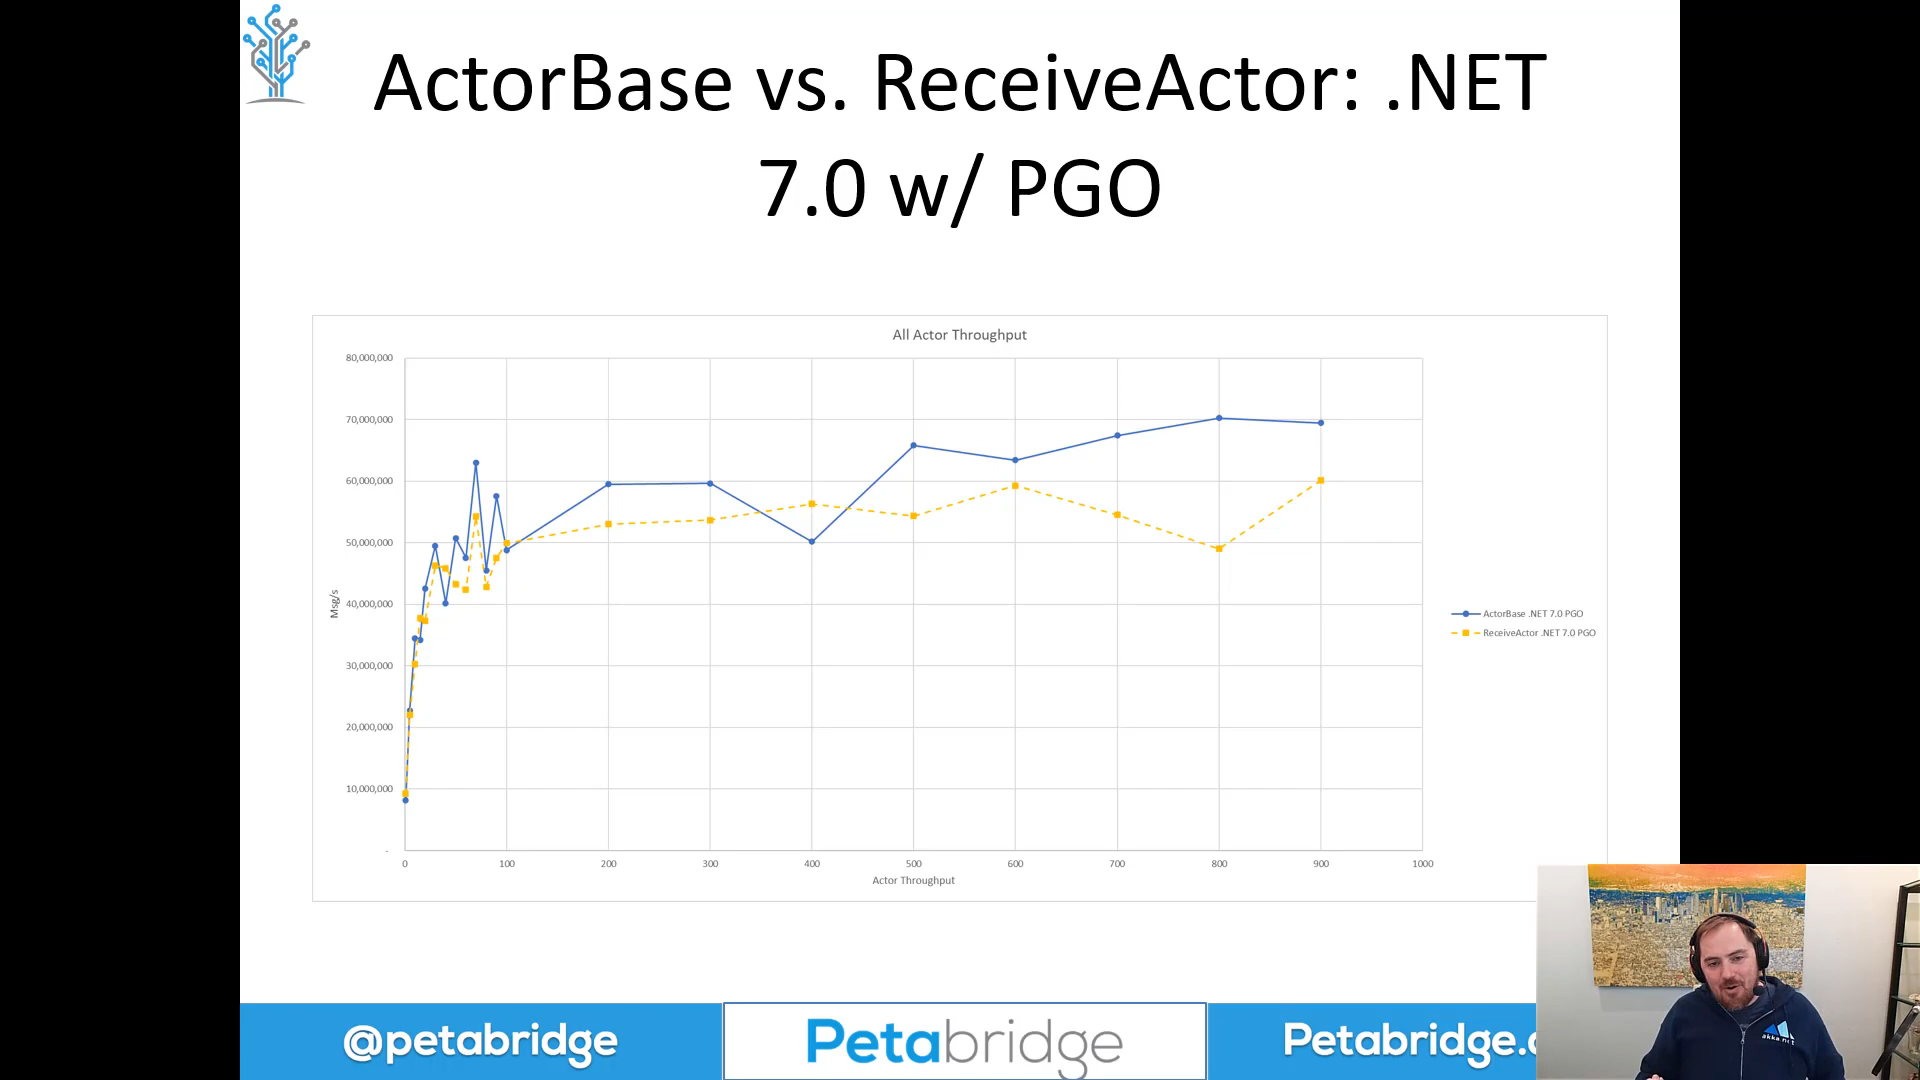 ActorBase vs. ReceiveActor: .NET
7.0 w/ PGO
All Actor Throughput
80,000,000
70,000,000
60,000,000
50,000,000
40,000,000
30,000,000
20,000,000
10,000,000
-
Msg/s
0 100 200 300 400 500 600 700 800 900 1000
Actor Throughput
ActorBase .NET 7.0 PGO
ReceiveActor .NET 7.0 PGO
@petabridge
Petabridge
Petabridge.